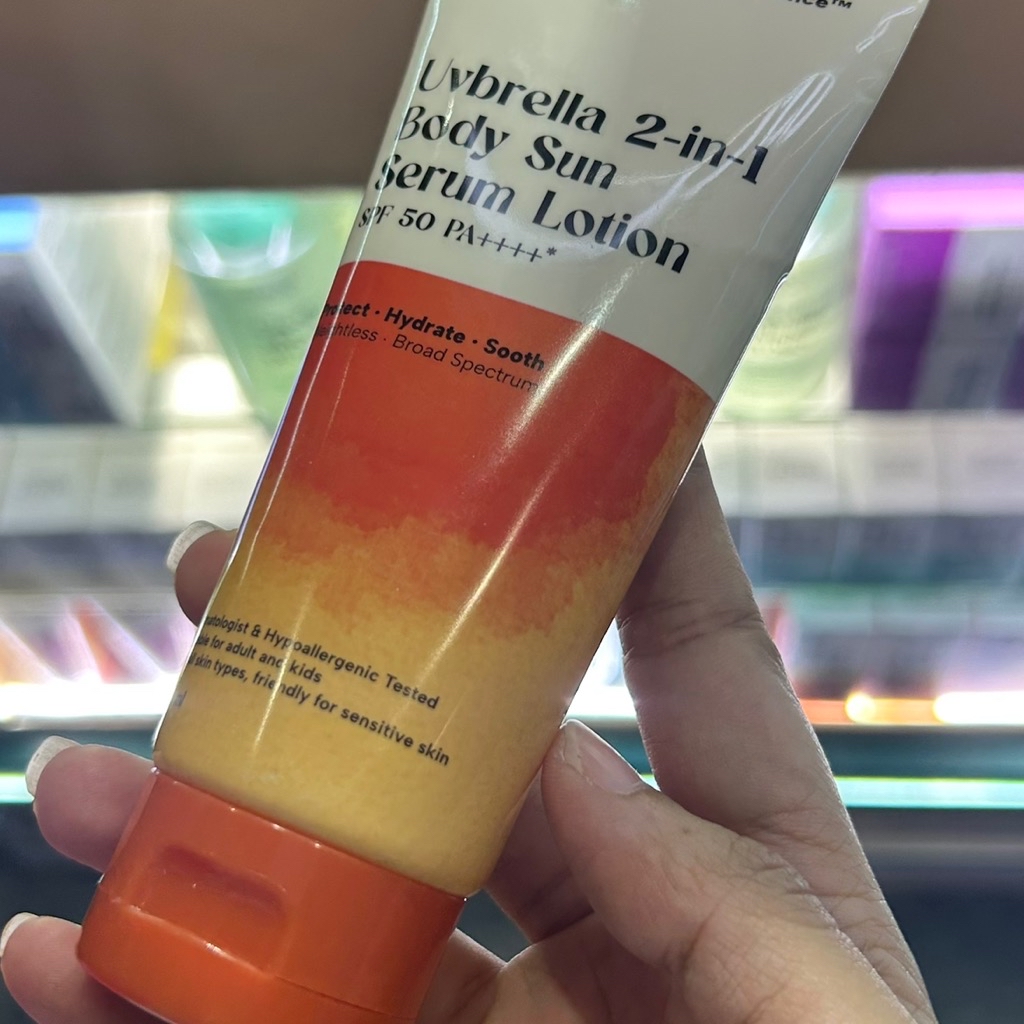 Uvbrella 2-in-1
Body Sun
Serum Lotion
SPF 50 PA++++*
Protect · Hydrate · Sooth
Broad Spectrum
& Hypoallergenic Tested
for adult and kids
skin types, friendly for sensitive skin